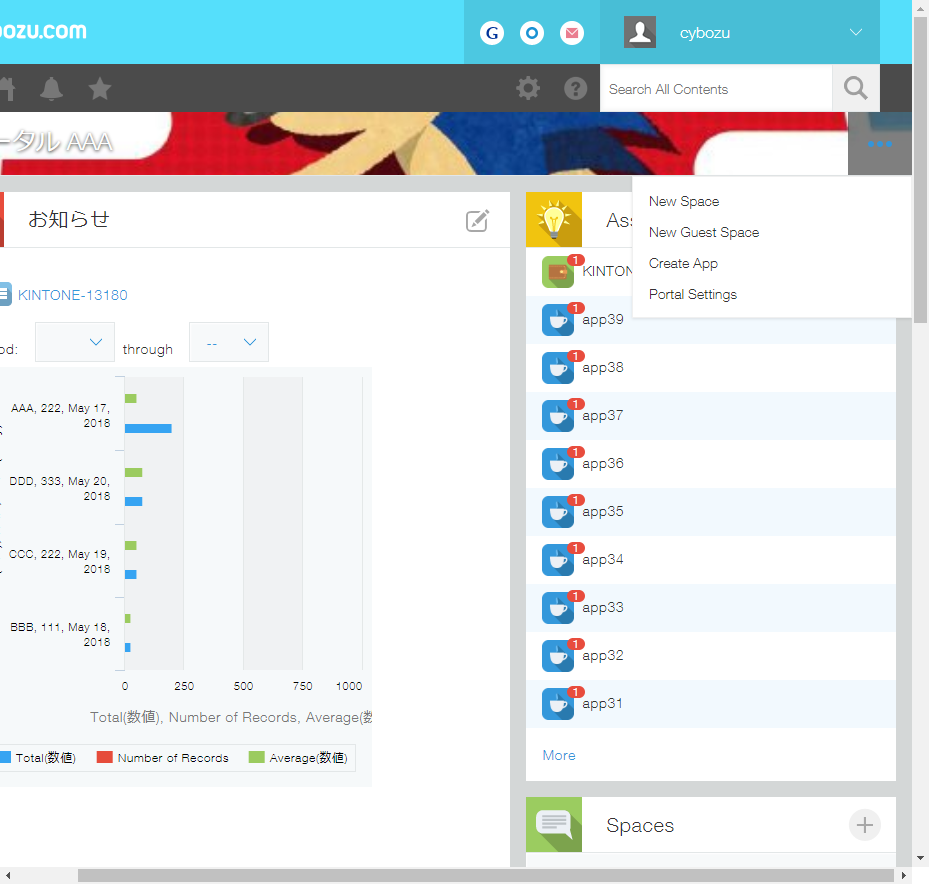 ozu.com
G
cybozu
Search All Contents
ータル AAA
New Space
New Guest Space
Create App
Portal Settings
お知らせ
KINTONE-13180
through
--
AAA, 222, May 17,
2018
DDD, 333, May 20,
2018
CCC, 222, May 19,
2018
BBB, 111, May 18,
2018
0 250 500 750 1000
Total(数値), Number of Records, Average(数
Total(数値) Number of Records Average(数値)
1
KINTON
1
app39
1
app38
1
app37
1
app36
1
app35
1
app34
1
app33
1
app32
1
app31
More
Spaces